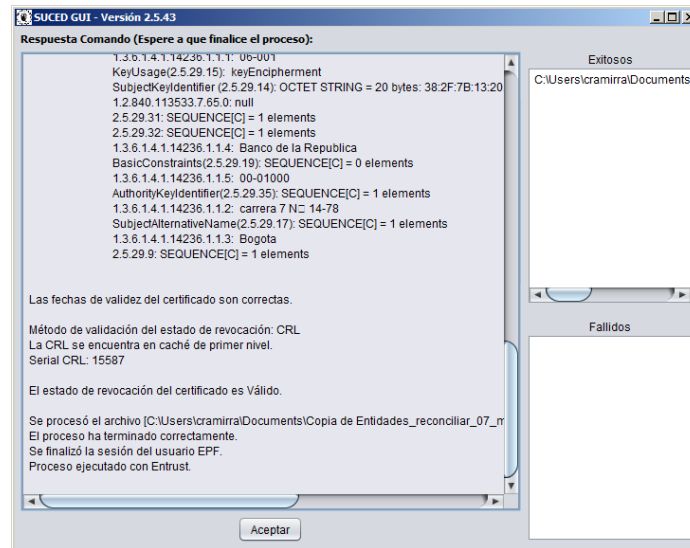 SUCED GUI - Versión 2.5.43
Respuesta Comando (Espere a que finalice el proceso):
1.3.6.1.4.1.14236.1.1.1: 06-001
KeyUsage(2.5.29.15): keyEncipherment
SubjectKeyIdentifier (2.5.29.14): OCTET STRING = 20 bytes: 38:2F:7B:13:20
1.2.840.113533.7.65.0: null
2.5.29.31: SEQUENCE[C] = 1 elements
2.5.29.32: SEQUENCE[C] = 1 elements
1.3.6.1.4.1.14236.1.1.4: Banco de la Republica
BasicConstraints(2.5.29.19): SEQUENCE[C] = 0 elements
1.3.6.1.4.1.14236.1.1.5: 00-01000
AuthorityKeyIdentifier(2.5.29.35): SEQUENCE[C] = 1 elements
1.3.6.1.4.1.14236.1.1.2: carrera 7 N□ 14-78
SubjectAlternativeName(2.5.29.17): SEQUENCE[C] = 1 elements
1.3.6.1.4.1.14236.1.1.3: Bogota
2.5.29.9: SEQUENCE[C] = 1 elements
Las fechas de validez del certificado son correctas.
Método de validación del estado de revocación: CRL
La CRL se encuentra en caché de primer nivel.
Serial CRL: 15587
El estado de revocación del certificado es Válido.
Se procesó el archivo [C:\Users\cramirra\Documents\Copia de Entidades_reconciliar_07_m
El proceso ha terminado correctamente.
Se finalizó la sesión del usuario EPF.
Proceso ejecutado con Entrust.
Aceptar
Exitosos
C:\Users\cramirra\Documents
Fallidos